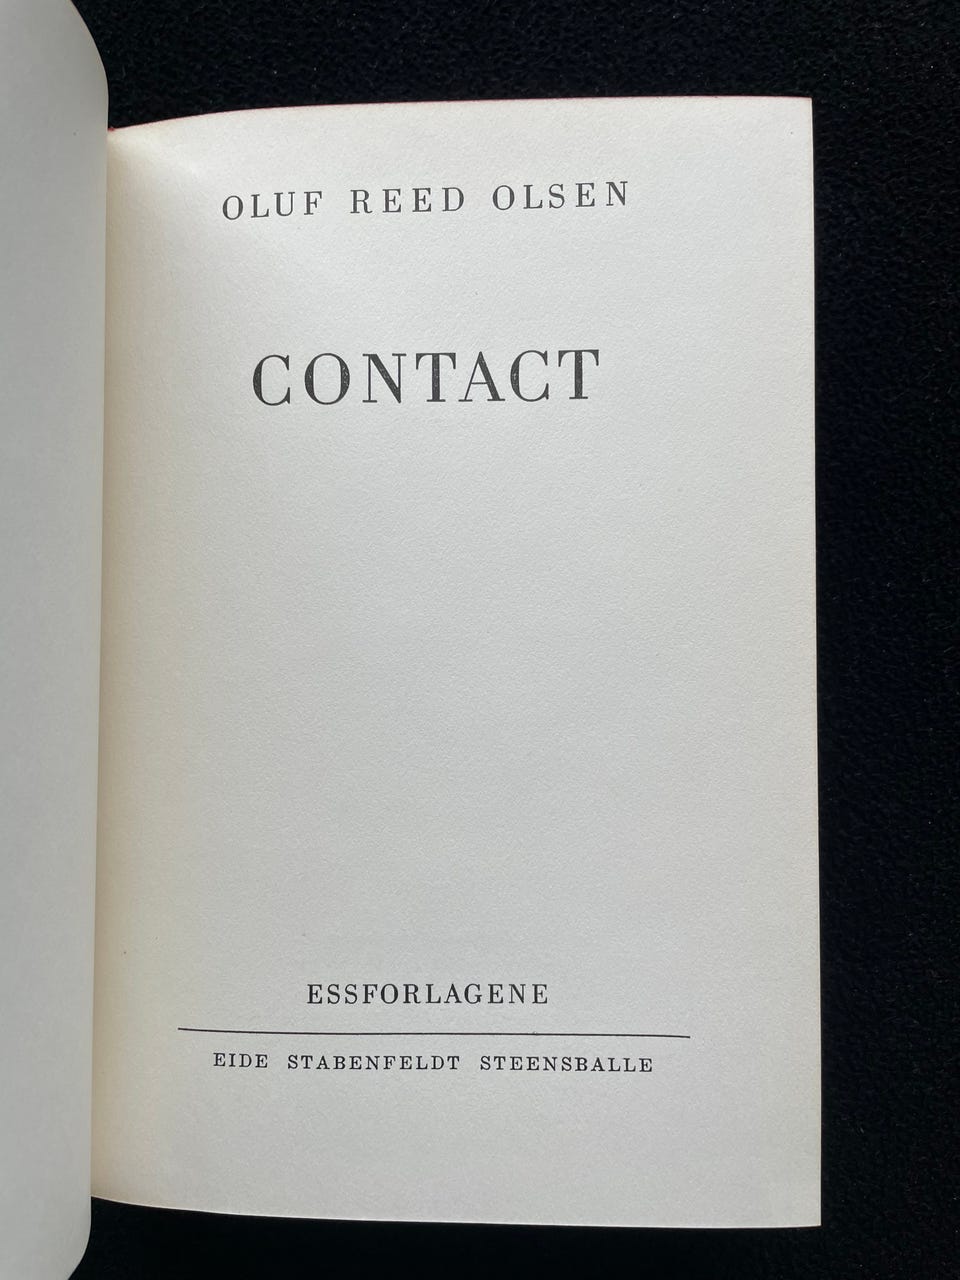 OLUF REED OLSEN
CONTACT
ESSFORLAGENE
EIDE STABENFELDT STEENSBALLE